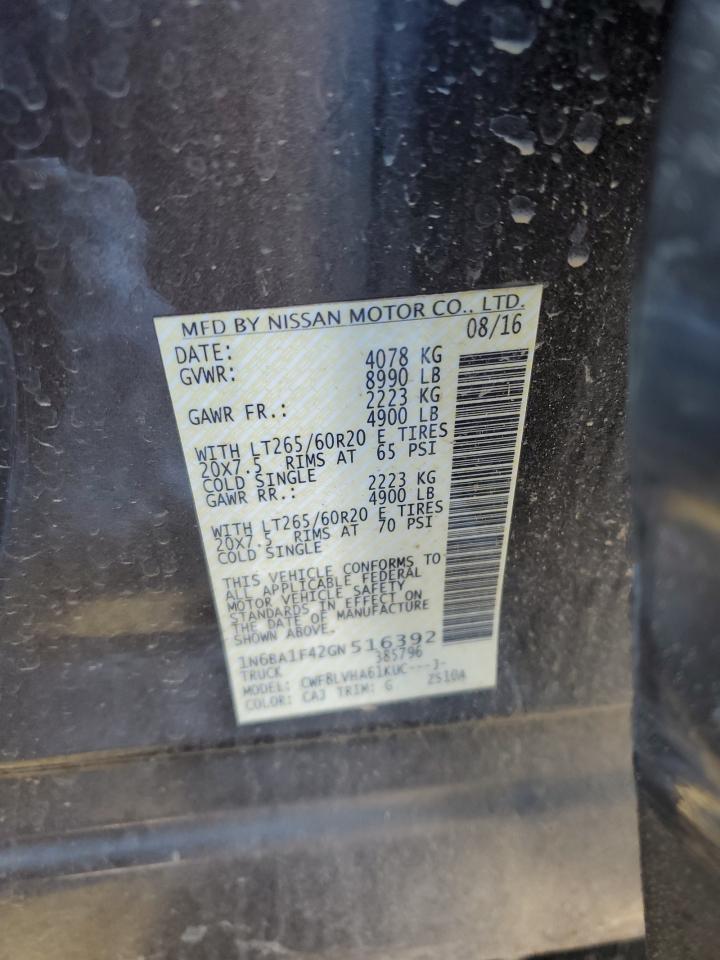 MFD BY NISSAN MOTOR CO., LTD.
DATE: 08/16
GVWR: 4078 KG
8990 LB
GAWR FR.: 2223 KG
4900 LB
WITH LT265/60R20 E TIRES
20X7.5 RIMS AT 65 PSI
COLD SINGLE
GAWR RR.: 2223 KG
4900 LB
WITH LT265/60R20 E TIRES
20X7.5 RIMS AT 70 PSI
COLD SINGLE
THIS VEHICLE CONFORMS TO
ALL APPLICABLE FEDERAL
MOTOR VEHICLE SAFETY
STANDARDS IN EFFECT ON
THE DATE OF MANUFACTURE
SHOWN ABOVE.
1N6BA1F42GN516392
TRUCK 385796
MODEL: CWFBLVHA61KUC---J-
COLOR: CAJ TRIM: G ZS10A